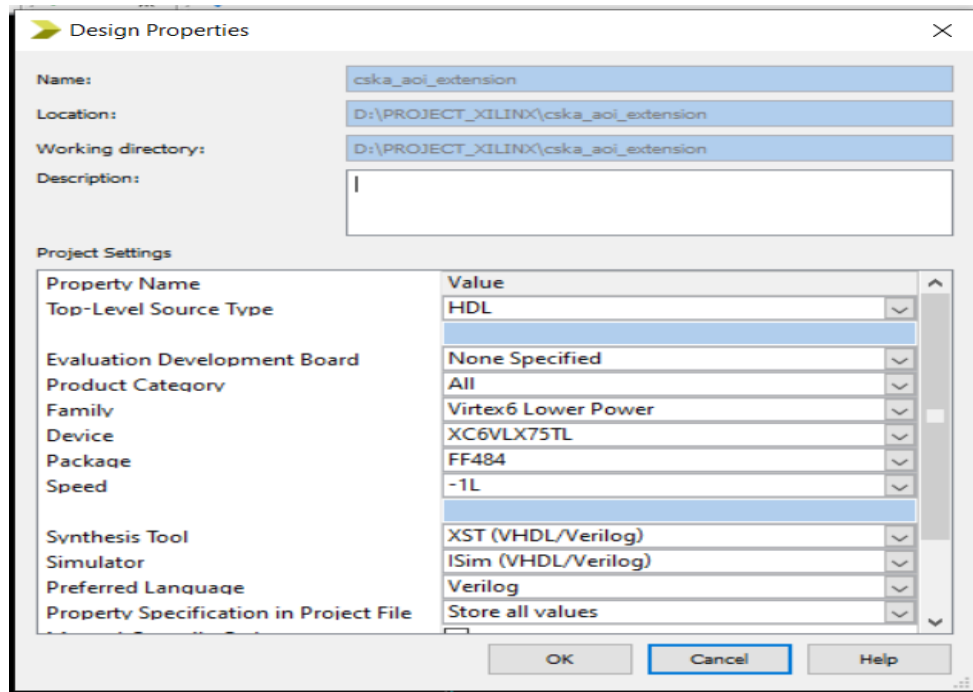 Design Properties
Name: cska_aoi_extension
Location: D:\PROJECT_XILINX\cska_aoi_extension
Working directory: D:\PROJECT_XILINX\cska_aoi_extension
Description:
Project Settings
Property Name Value
Top-Level Source Type HDL
Evaluation Development Board None Specified
Product Category All
Family Virtex6 Lower Power
Device XC6VLX75TL
Package FF484
Speed -1L
Synthesis Tool XST (VHDL/Verilog)
Simulator ISim (VHDL/Verilog)
Preferred Language Verilog
Property Specification in Project File Store all values
OK Cancel Help